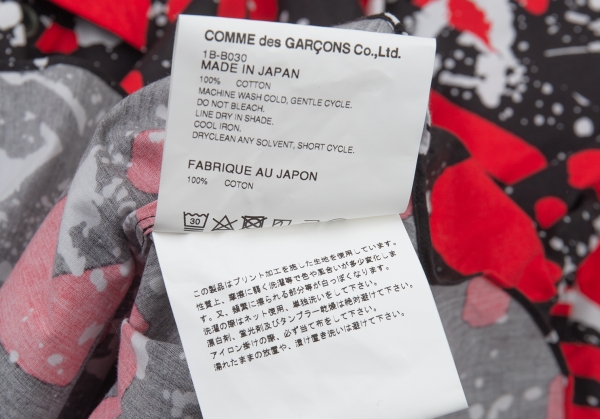 COMME des GARÇONS Co.,Ltd.
1B-B030
MADE IN JAPAN
100% COTTON
MACHINE WASH COLD, GENTLE CYCLE.
DO NOT BLEACH.
LINE DRY IN SHADE.
COOL IRON.
DRYCLEAN ANY SOLVENT, SHORT CYCLE.
FABRIQUE AU JAPON
100% COTTON
30
この製品はプリント加工を施した生地を使用しています。
性質上、摩擦に弱く洗濯等で色や風合いが多少変化しま
す。又、頻繁に擦られる部分等が白っぽくなります。
洗濯の際はネット使用、単独洗いをして下さい。
漂白剤、蛍光剤及びタンブラー乾燥は絶対避けて下さい。
アイロン掛けの際、必ず当て布をして下さい。
濡れたままの放置や、漬け置き洗いは避けて下さい。